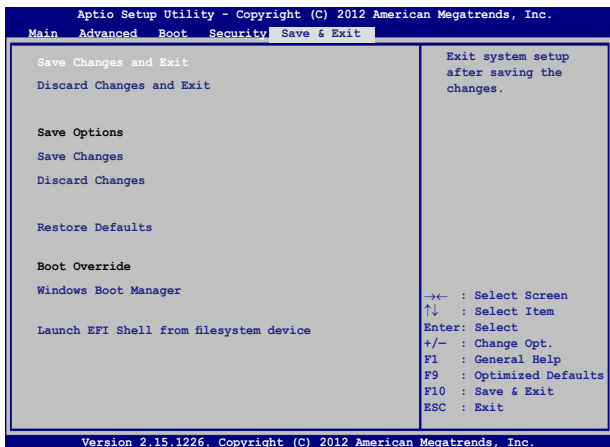 Aptio Setup Utility - Copyright (C) 2012 American Megatrends, Inc.
Main Advanced Boot Security Save & Exit
Save Changes and Exit
Discard Changes and Exit
Save Options
Save Changes
Discard Changes
Restore Defaults
Boot Override
Windows Boot Manager
Launch EFI Shell from filesystem device
Exit system setup
after saving the
changes.
→← : Select Screen
↑↓ : Select Item
Enter: Select
+/− : Change Opt.
F1 : General Help
F9 : Optimized Defaults
F10 : Save & Exit
ESC : Exit
Version 2.15.1226. Copyright (C) 2012 American Megatrends, Inc.